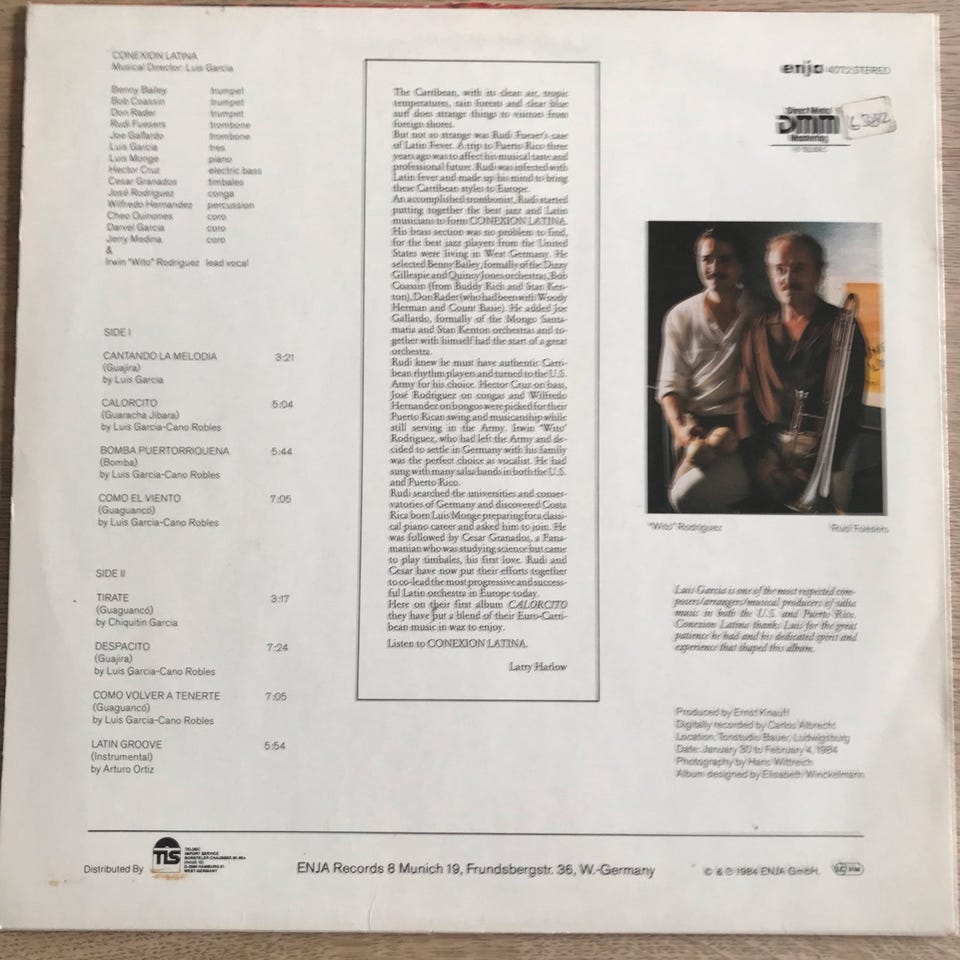 CONEXION LATINA
Musical Director: Luis Garcia
Benny Bailey trumpet
Bob Coassin trumpet
Don Rader trumpet
Rudi Fuesers trombone
Joe Gallardo trombone
Luis Garcia tres
Luis Monge piano
Hector Cruz electric bass
Cesar Granados timbales
José Rodriguez conga
Wilfredo Hernandez percussion
Cheo Quinones coro
Darvel Garcia coro
Jerry Medina coro
&
Irwin "Wito" Rodriguez lead vocal
SIDE I
CANTANDO LA MELODIA 3:21
(Guajira)
by Luis Garcia
CALORCITO 5:04
(Guaracha Jibara)
by Luis Garcia-Cano Robles
BOMBA PUERTORRIQUENA 5:44
(Bomba)
by Luis Garcia-Cano Robles
COMO EL VIENTO 7:05
(Guaguancó)
by Luis Garcia-Cano Robles
SIDE II
TIRATE 3:17
(Guaguancó)
by Chiquitin Garcia
DESPACITO 7:24
(Guajira)
by Luis Garcia-Cano Robles
COMO VOLVER A TENERTE 7:05
(Guaguancó)
by Luis Garcia-Cano Robles
LATIN GROOVE 5:54
(Instrumental)
by Arturo Ortiz
The Carribean, with its clean air, tropic
temperatures, rain forests and clear blue
surf does strange things to visitors from
foreign shores.
But not so strange was Rudi Fueser's case
of Latin Fever. A trip to Puerto Rico three
years ago was to affect his musical taste and
professional future. Rudi was infected with
Latin fever and made up his mind to bring
these Carribean styles to Europe.
An accomplished trombonist, Rudi started
putting together the best jazz and Latin
musicians to form CONEXION LATINA.
His brass section was no problem to find,
for the best jazz players from the United
States were living in West Germany. He
selected Benny Bailey, formally of the Dizzy
Gillespie and Quincy Jones orchestras, Bob
Coassin (from Buddy Rich and Stan Ken-
ton), Don Rader (who had been with Woody
Herman and Count Basie). He added Joe
Gallardo, formally of the Mongo Santa-
maria and Stan Kenton orchestras and to-
gether with himself had the start of a great
orchestra.
Rudi knew he must have authentic Carri-
bean rhythm players and turned to the U.S.
Army for his choice. Hector Cruz on bass,
José Rodriguez on congas and Wilfredo
Hernandez on bongos were picked for their
Puerto Rican swing and musicanship while
still serving in the Army. Irwin "Wito"
Rodriguez, who had left the Army and de-
cided to settle in Germany with his family
was the perfect choice as vocalist. He had
sung with many salsa bands in both the U.S.
and Puerto Rico.
Rudi searched the universities and conser-
vatories of Germany and discovered Costa
Rica born Luis Monge preparing for a classi-
cal piano career and asked him to join. He
was followed by Cesar Granados, a Pana-
manian who was studying science but came
to play timbales, his first love. Rudi and
Cesar have now put their efforts together
to co-lead the most progressive and success-
ful Latin orchestra in Europe today.
Here on their first album CALORCITO
they have put a blend of their Euro-Carri-
bean music in wax to enjoy.
Listen to CONEXION LATINA.
Larry Harlow
enja 4072 STEREO
Direct Metal
DMM
Mastering
"Wito" Rodriguez Rudi Fuesers
Luis Garcia is one of the most respected com-
posers/arrangers/musical producers of salsa
music in both the U.S. and Puerto Rico.
Conexion Latina thanks Luis for the great
patience he had and his dedicated spirit and
experience that shaped this album.
Produced by Ernst Knauff
Digitally recorded by Carlos Albrecht
Location: Tonstudio Bauer, Ludwigsburg
Date: January 30 to February 4, 1984
Photography by Hans Wittreich
Album designed by Elisabeth Winckelmann
Distributed By TIS
TELDEC
IMPORT SERVICE
WEST-GERMANY
ENJA Records 8 Munich 19, Frundsbergstr. 36, W.-Germany
© & ℗ 1984 ENJA GmbH.